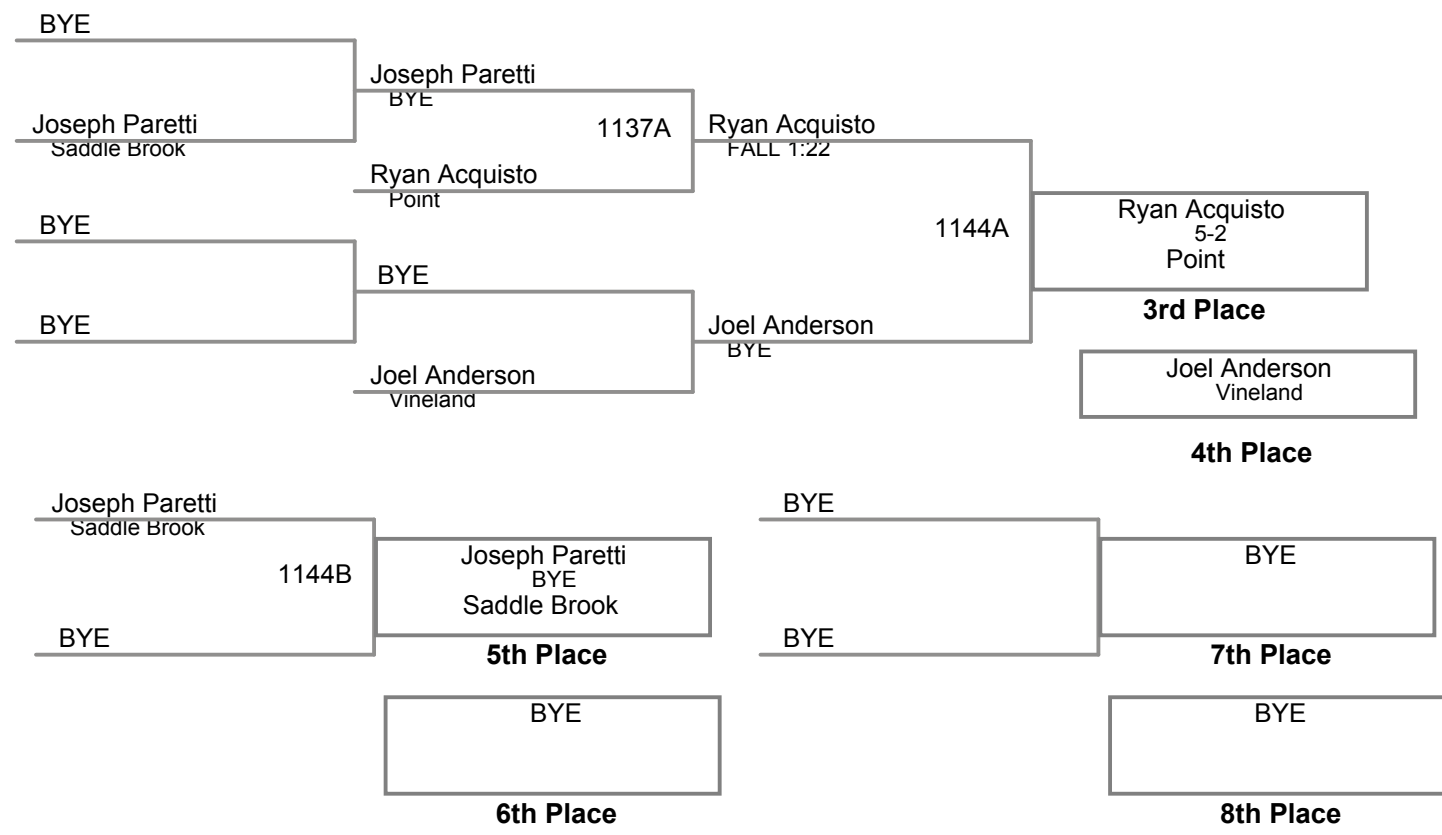 BYE
Joseph Paretti
BYE
Joseph Paretti
Saddle Brook
1137A
Ryan Acquisto
FALL 1:22
Ryan Acquisto
Point
BYE
1144A
Ryan Acquisto
5-2
Point
BYE
3rd Place
BYE
Joel Anderson
BYE
Joel Anderson
Vineland
Joel Anderson
Vineland
4th Place
Joseph Paretti
Saddle Brook
1144B
Joseph Paretti
BYE
Saddle Brook
BYE
5th Place
BYE
6th Place
BYE
BYE
BYE
7th Place
BYE
8th Place